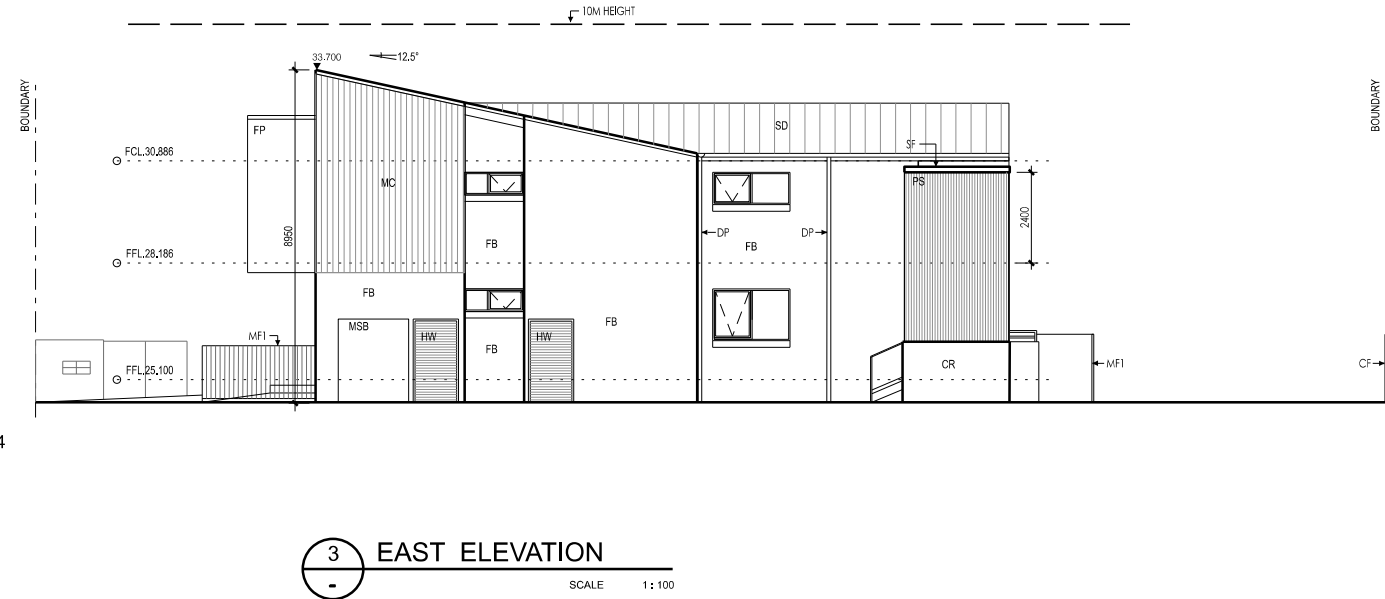 10M HEIGHT
33.700
12.5°
BOUNDARY
BOUNDARY
FP
SD
SF
FCL.30.886
MC
PS
8950
2400
DP
DP
FB
FB
FFL.28.186
FB
MSB
HW
HW
FB
MF1
FB
CR
MF1
CF
FFL.25.100
4
3
-
EAST ELEVATION
SCALE 1:100